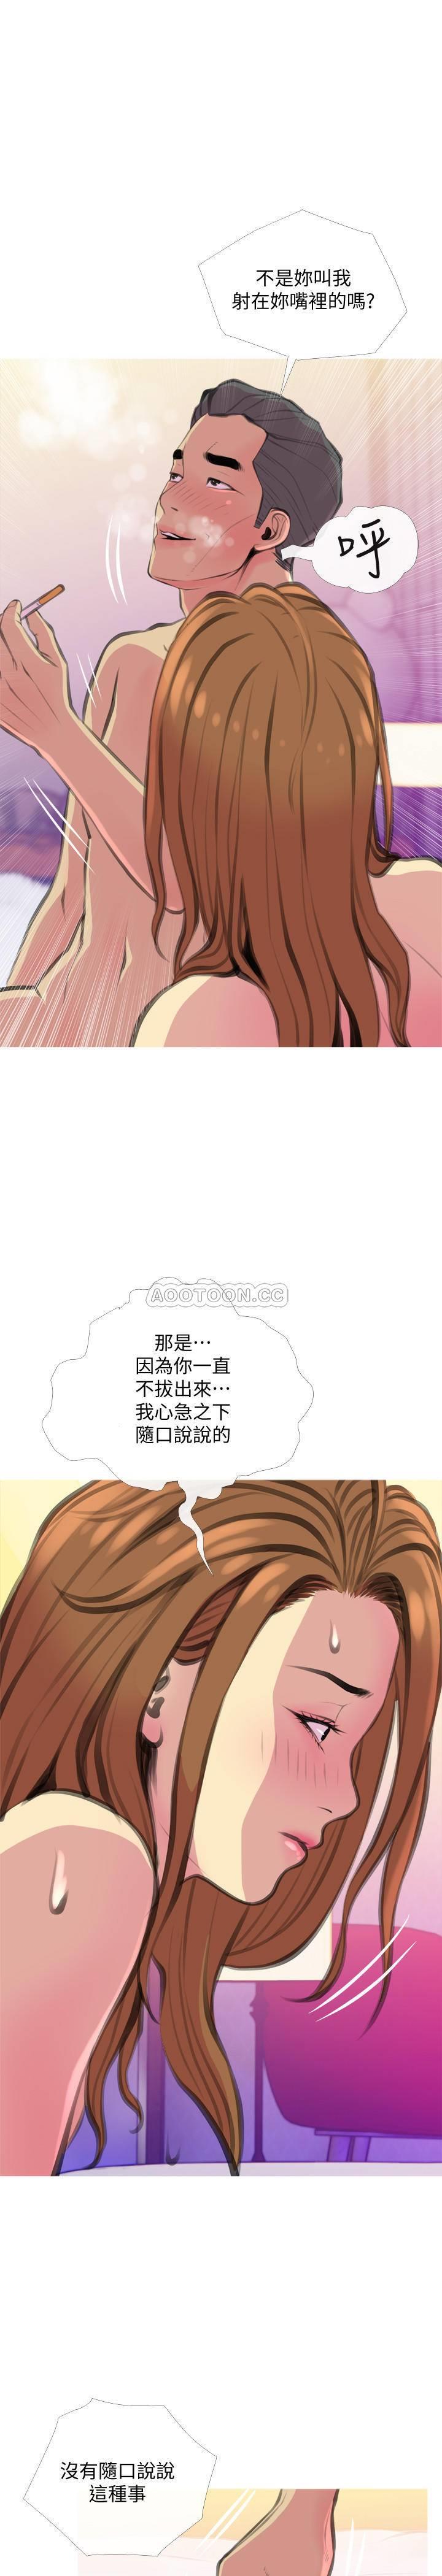 不是妳叫我
射在妳嘴裡的嗎?
呼
AOOTOON.CC
那是⋯
因為你一直
不拔出來⋯
我心急之下
隨口說說的
沒有隨口說說
這種事